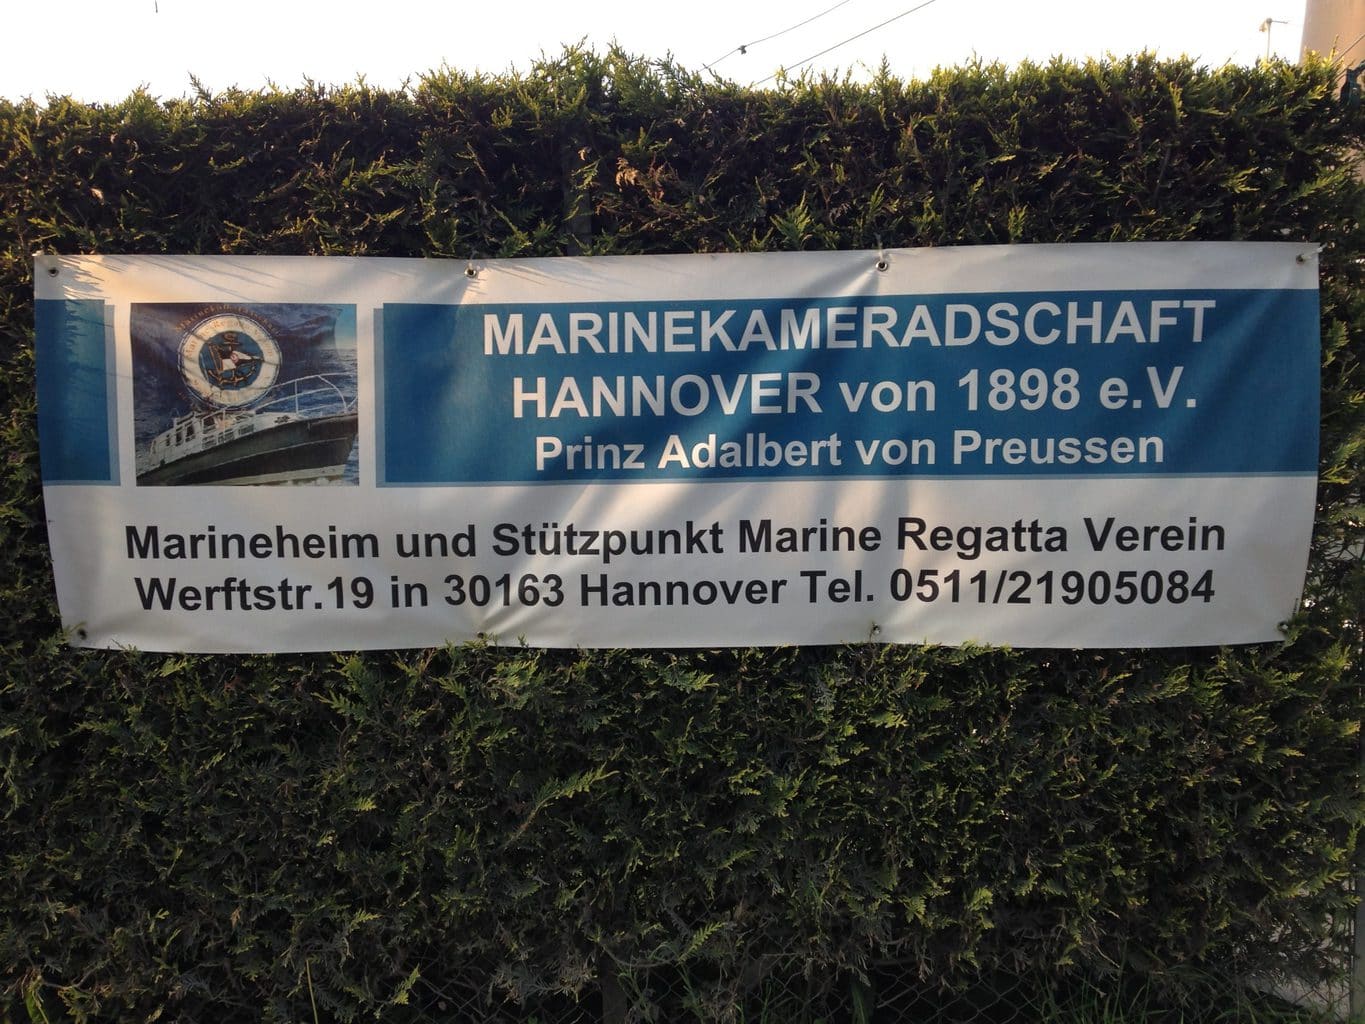 MARINEKAMERADSCHAFT
HANNOVER von 1898 e.V.
Prinz Adalbert von Preussen
Marineheim und Stützpunkt Marine Regatta Verein
Werftstr.19 in 30163 Hannover Tel. 0511/21905084